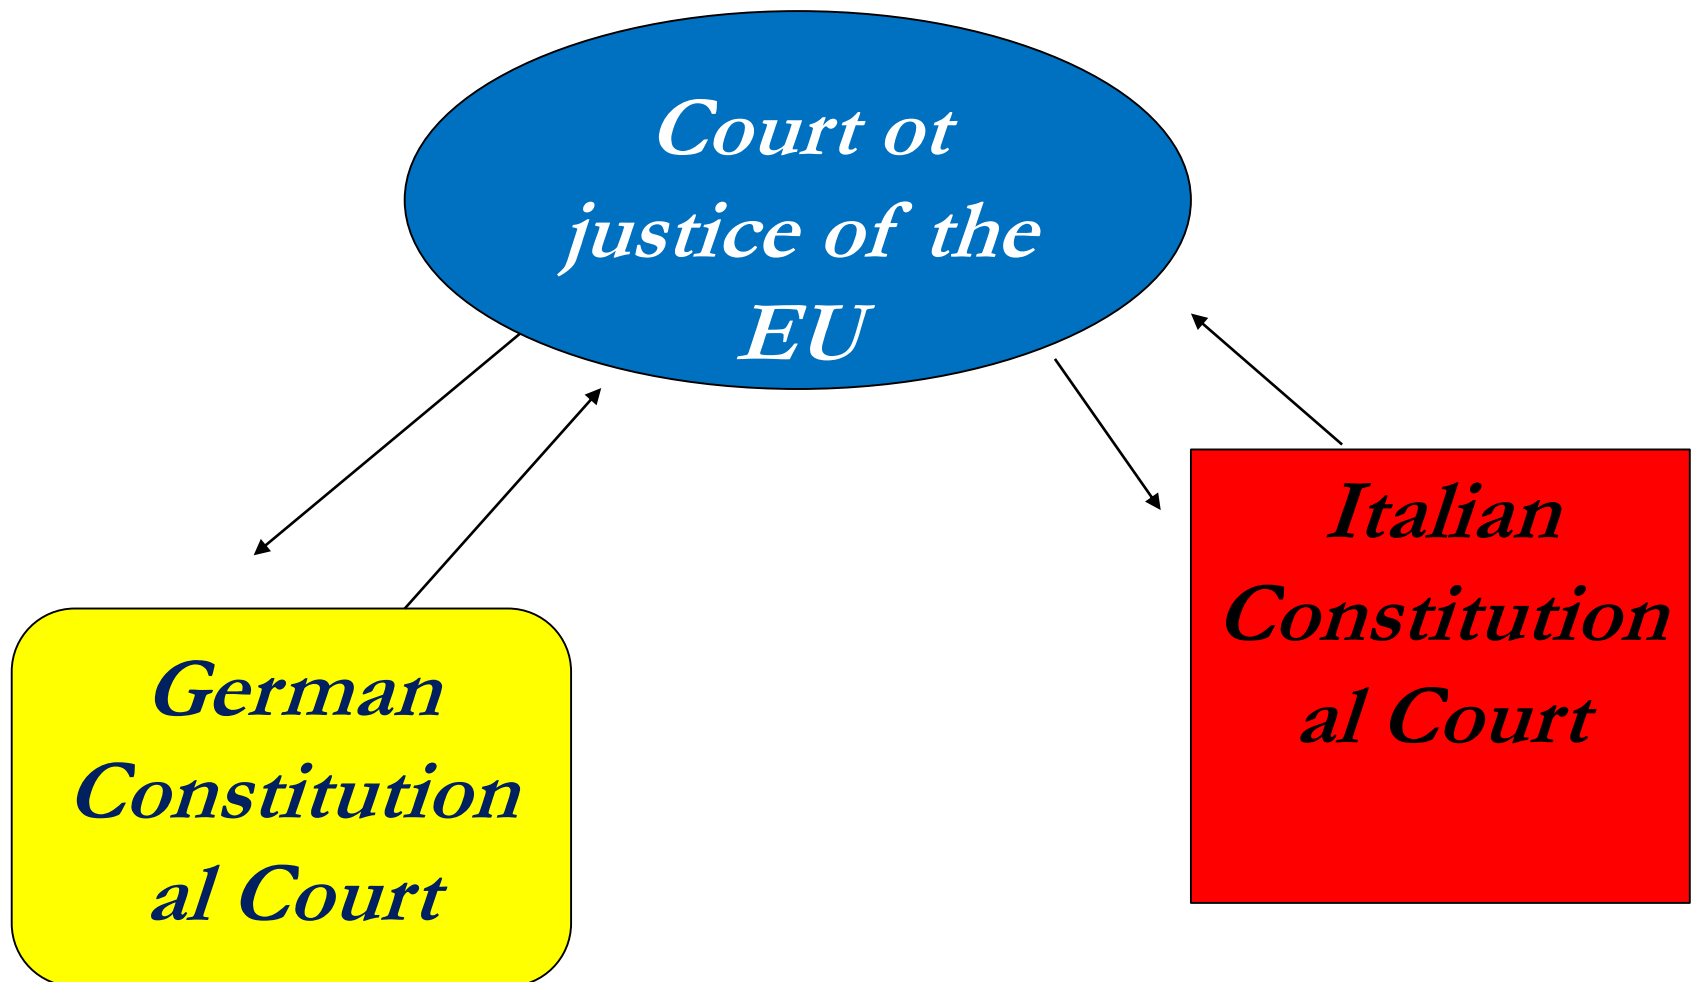 Court ot
justice of the
EU
German
Constitution
al Court
Italian
Constitution
al Court